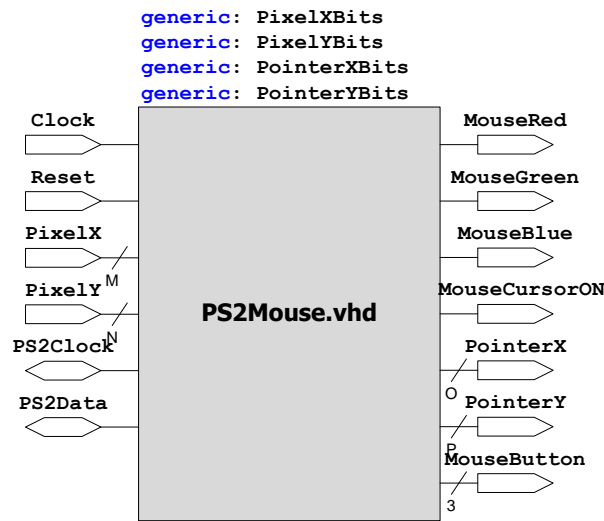 generic: PixelXBits
generic: PixelYBits
generic: PointerXBits
generic: PointerYBits
Clock
Reset
PixelX
M
PixelY
N
PS2Clock
PS2Data
PS2Mouse.vhd
MouseRed
MouseGreen
MouseBlue
MouseCursorON
PointerX
O
PointerY
P
MouseButton
3